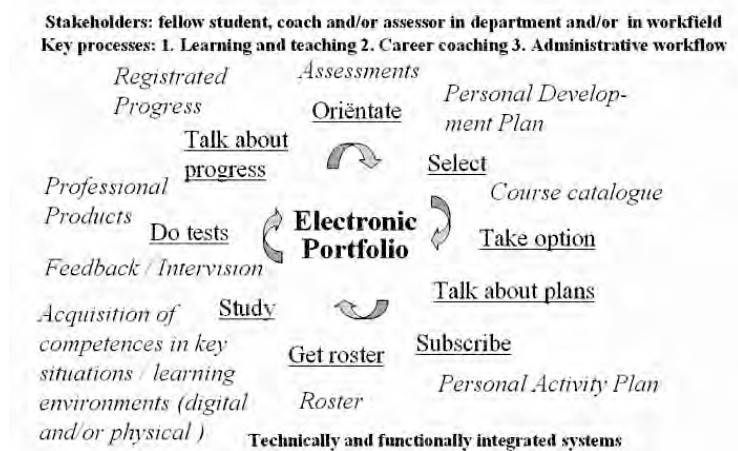 Stakeholders: fellow student, coach and/or assessor in department and/or in workfield
Key processes: 1. Learning and teaching 2. Career coaching 3. Administrative workflow
Registrated
Progress
Assessments
Oriëntate
Personal Develop-
ment Plan
Talk about
progress
Select
Professional
Products
Course catalogue
Do tests
Electronic
Portfolio
Take option
Feedback / Intervision
Talk about plans
Study
Acquisition of
competences in key
situations / learning
environments (digital
and/or physical )
Get roster
Subscribe
Roster
Personal Activity Plan
Technically and functionally integrated systems